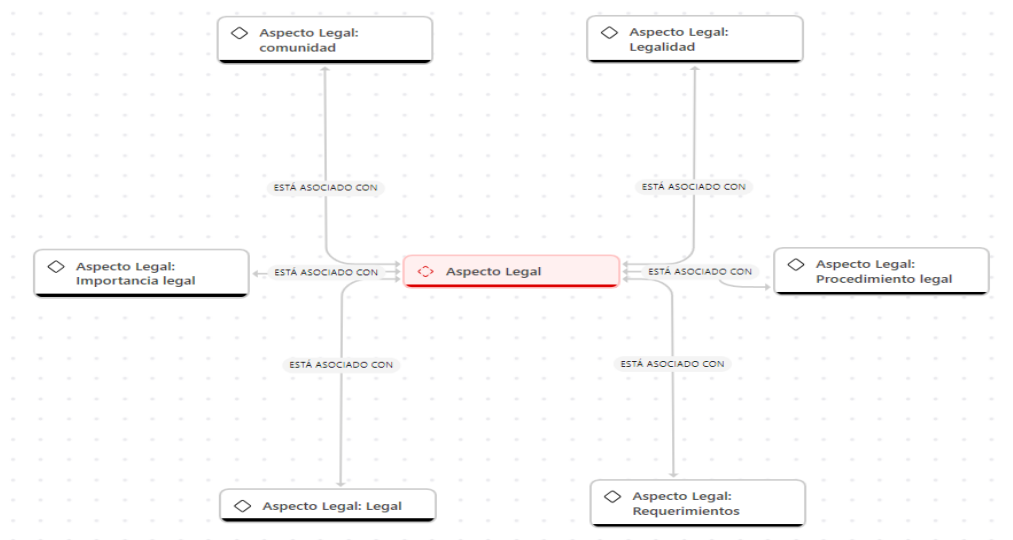 Aspecto Legal:
comunidad
Aspecto Legal:
Legalidad
ESTÁ ASOCIADO CON
ESTÁ ASOCIADO CON
Aspecto Legal:
Importancia legal
ESTÁ ASOCIADO CON
Aspecto Legal
ESTÁ ASOCIADO CON
Aspecto Legal:
Procedimiento legal
ESTÁ ASOCIADO CON
ESTÁ ASOCIADO CON
Aspecto Legal: Legal
Aspecto Legal:
Requerimientos